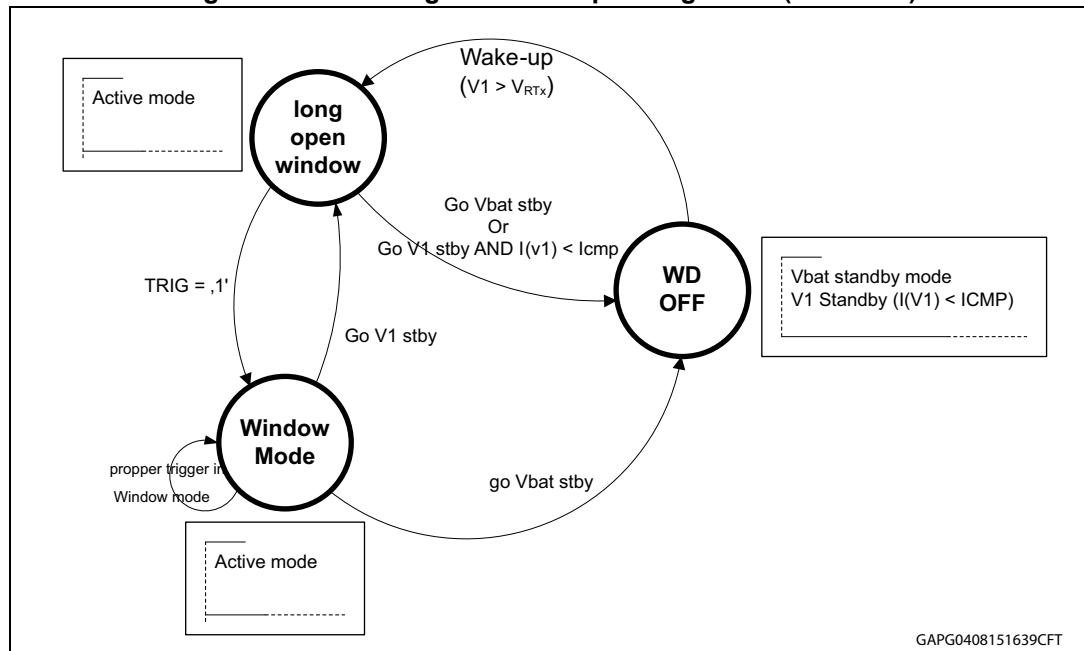 Wake-up
(V1 > VRTx)
Active mode
long
open
window
Go Vbat stby
Or
Go V1 stby AND I(v1) < Icmp
WD
OFF
Vbat standby mode
V1 Standby (I(V1) < ICMP)
TRIG = ,1'
Go V1 stby
Window
Mode
propper trigger in
Window mode
go Vbat stby
Active mode
GAPG0408151639CFT